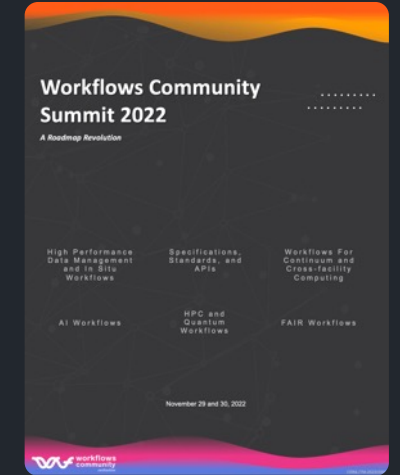 Workflows Community
Summit 2022
A Roadmap Revolution
High Performance
Data Management
and In Situ
Workflows
Specifications,
Standards, and
APIs
Workflows For
Continuum and
Cross-facility
Computing
AI Workflows
HPC and
Quantum
Workflows
FAIR Workflows
November 29 and 30, 2022
workflows
community